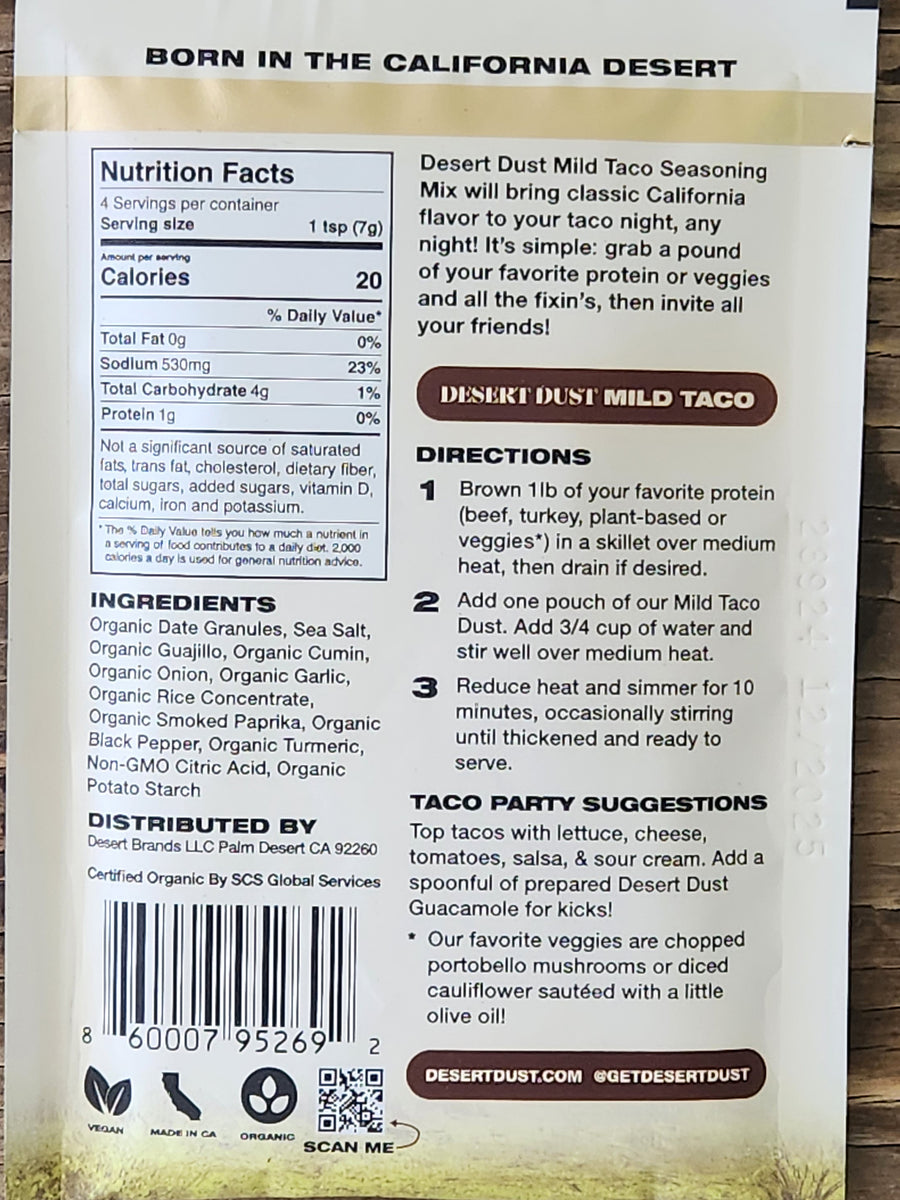 BORN IN THE CALIFORNIA DESERT
Nutrition Facts
4 Servings per container
Serving size 1 tsp (7g)
Amount per serving
Calories 20
% Daily Value*
Total Fat 0g 0%
Sodium 530mg 23%
Total Carbohydrate 4g 1%
Protein 1g 0%
Not a significant source of saturated
fats, trans fat, cholesterol, dietary fiber,
total sugars, added sugars, vitamin D,
calcium, iron and potassium.
* The % Daily Value tells you how much a nutrient in
a serving of food contributes to a daily diet. 2,000
calories a day is used for general nutrition advice.
INGREDIENTS
Organic Date Granules, Sea Salt,
Organic Guajillo, Organic Cumin,
Organic Onion, Organic Garlic,
Organic Rice Concentrate,
Organic Smoked Paprika, Organic
Black Pepper, Organic Turmeric,
Non-GMO Citric Acid, Organic
Potato Starch
DISTRIBUTED BY
Desert Brands LLC Palm Desert CA 92260
Certified Organic By SCS Global Services
8 60007 95269 2
VEGAN
MADE IN CA
ORGANIC
SCAN ME
Desert Dust Mild Taco Seasoning
Mix will bring classic California
flavor to your taco night, any
night! It's simple: grab a pound
of your favorite protein or veggies
and all the fixin's, then invite all
your friends!
DESERT DUST MILD TACO
DIRECTIONS
1 Brown 1lb of your favorite protein
(beef, turkey, plant-based or
veggies*) in a skillet over medium
heat, then drain if desired.
2 Add one pouch of our Mild Taco
Dust. Add 3/4 cup of water and
stir well over medium heat.
3 Reduce heat and simmer for 10
minutes, occasionally stirring
until thickened and ready to
serve.
TACO PARTY SUGGESTIONS
Top tacos with lettuce, cheese,
tomatoes, salsa, & sour cream. Add a
spoonful of prepared Desert Dust
Guacamole for kicks!
* Our favorite veggies are chopped
portobello mushrooms or diced
cauliflower sautéed with a little
olive oil!
DESERTDUST.COM @GETDESERTDUST
12/2025